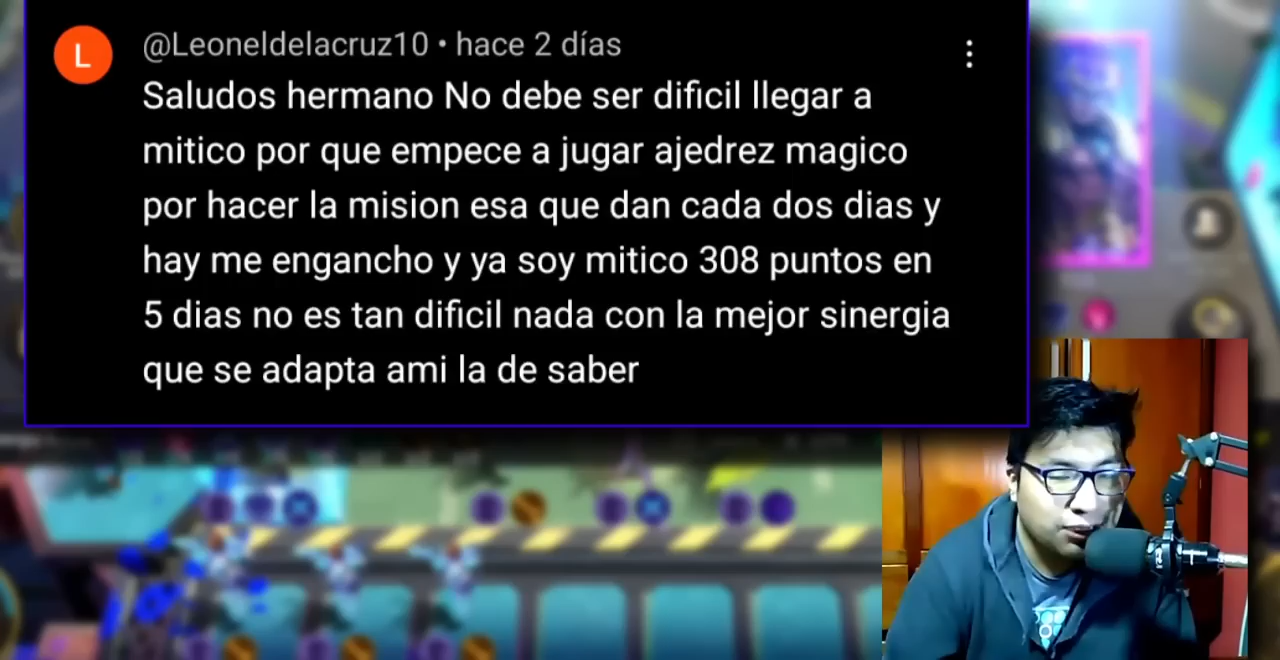 L
@Leoneldelacruz10 • hace 2 días
Saludos hermano No debe ser dificil llegar a
mitico por que empece a jugar ajedrez magico
por hacer la mision esa que dan cada dos dias y
hay me engancho y ya soy mitico 308 puntos en
5 dias no es tan dificil nada con la mejor sinergia
que se adapta ami la de saber